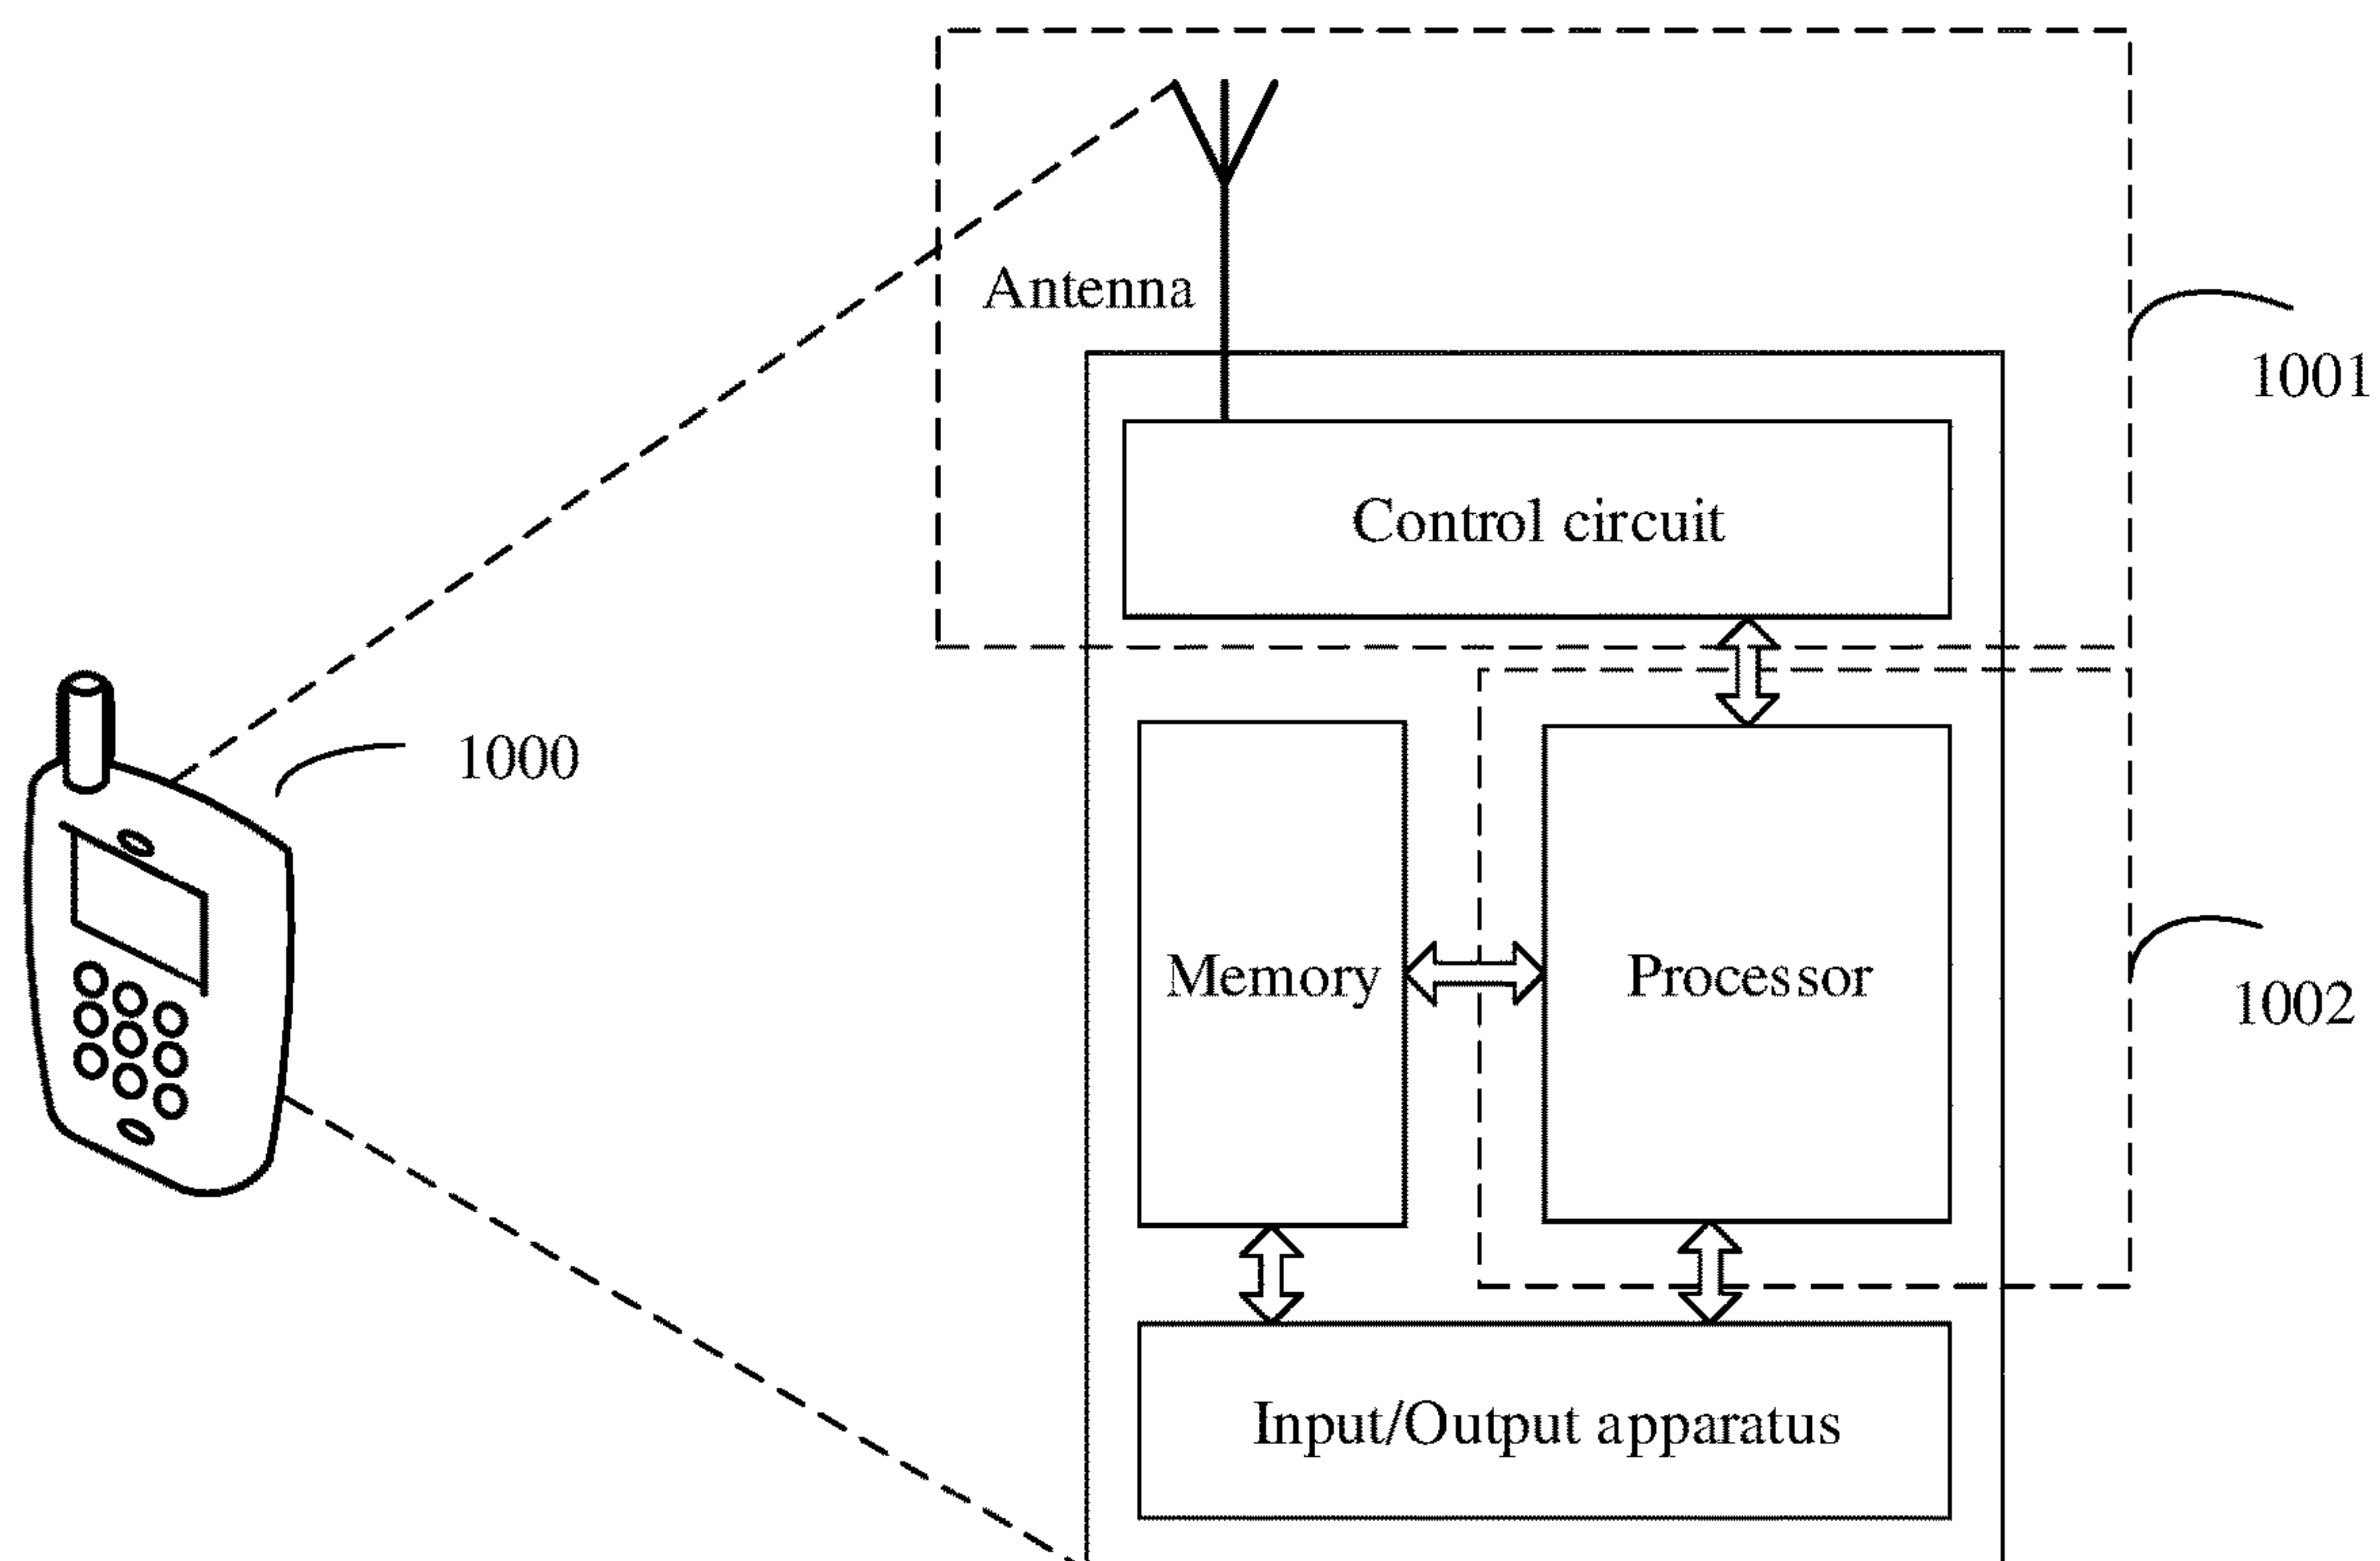 Antenna
1001
Control circuit
1000
Memory
Processor
1002
Input/Output apparatus